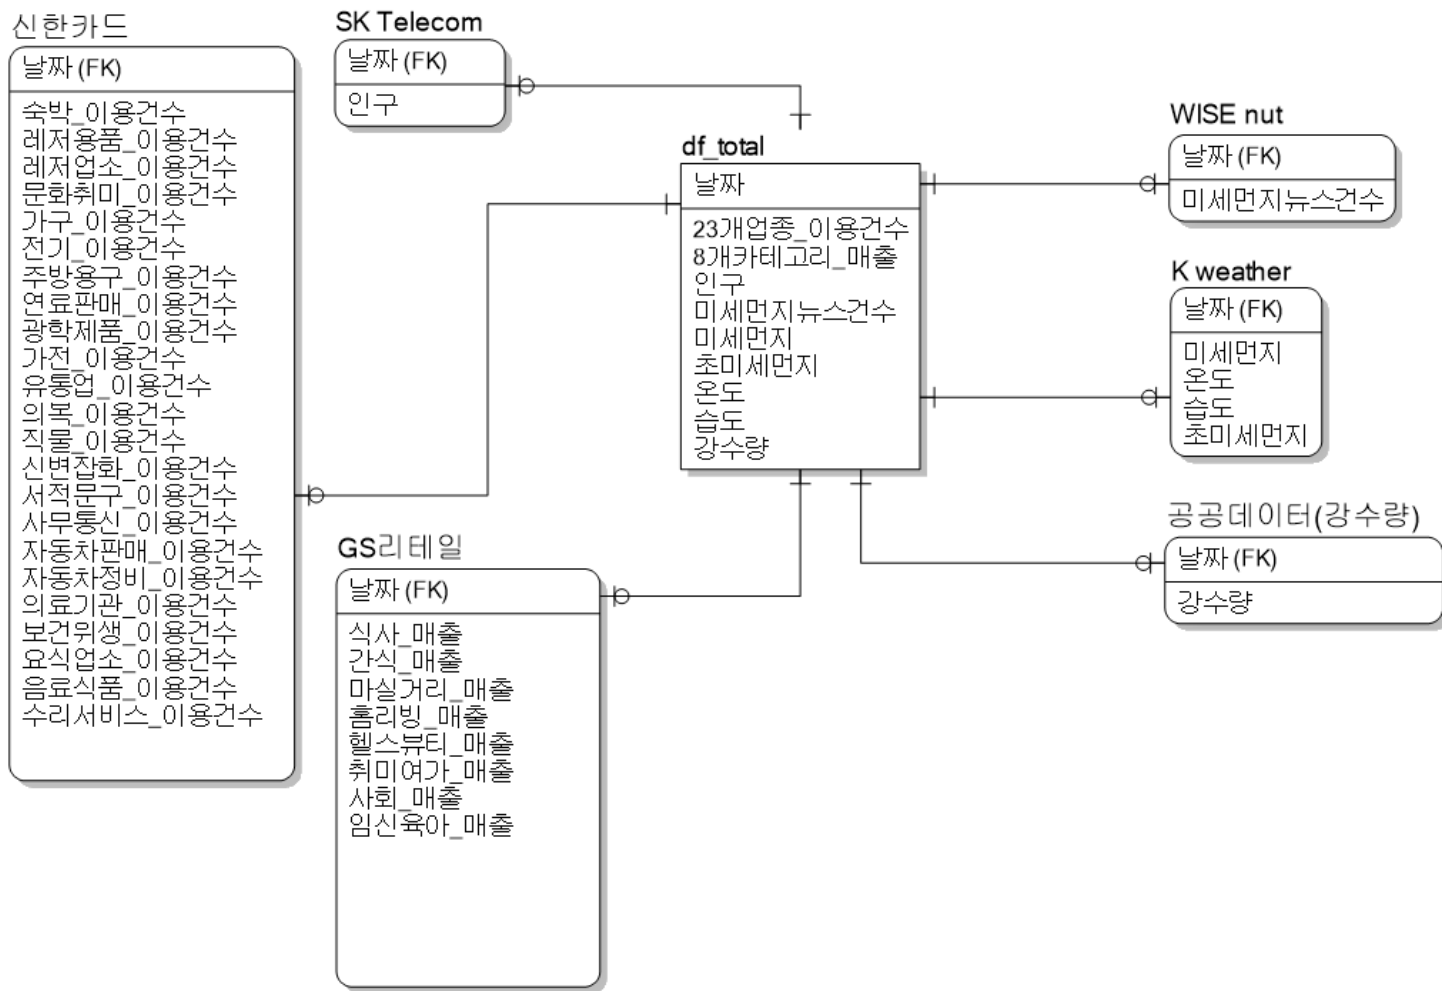 신한카드
날짜 (FK)
숙박_이용건수
레저용품_이용건수
레저업소_이용건수
문화취미_이용건수
가구_이용건수
전기_이용건수
주방용구_이용건수
연료판매_이용건수
광학제품_이용건수
가전_이용건수
유통업_이용건수
의복_이용건수
직물_이용건수
신변잡화_이용건수
서적문구_이용건수
사무통신_이용건수
자동차판매_이용건수
자동차정비_이용건수
의료기관_이용건수
보건위생_이용건수
요식업소_이용건수
음료식품_이용건수
수리서비스_이용건수
SK Telecom
날짜 (FK)
인구
df_total
날짜
23개업종_이용건수
8개카테고리_매출
인구
미세먼지뉴스건수
미세먼지
초미세먼지
온도
습도
강수량
GS리테일
날짜 (FK)
식사_매출
간식_매출
마실거리_매출
홈리빙_매출
헬스뷰티_매출
취미여가_매출
사회_매출
임신육아_매출
WISE nut
날짜 (FK)
미세먼지뉴스건수
K weather
날짜 (FK)
미세먼지
온도
습도
초미세먼지
공공데이터(강수량)
날짜 (FK)
강수량